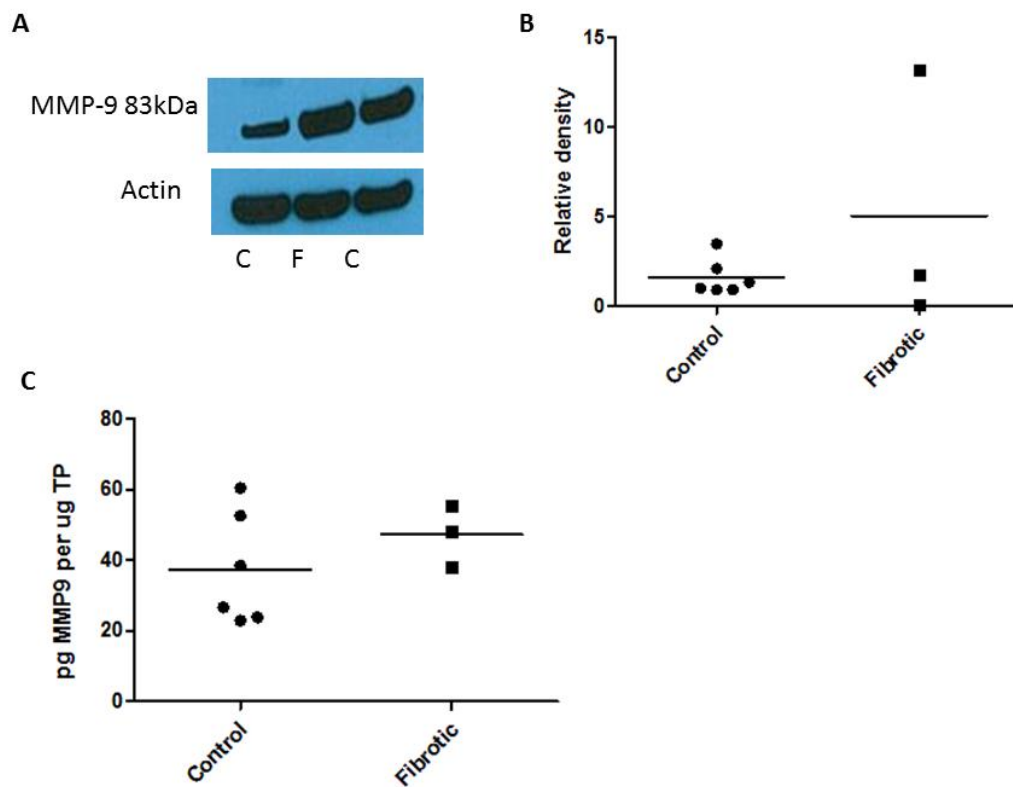 A
MMP-9 83kDa
Actin
C F C
B
15
10
5
0
Relative density
Control
Fibrotic
C
80
60
40
20
0
pg MMP9 per ug TP
Control
Fibrotic